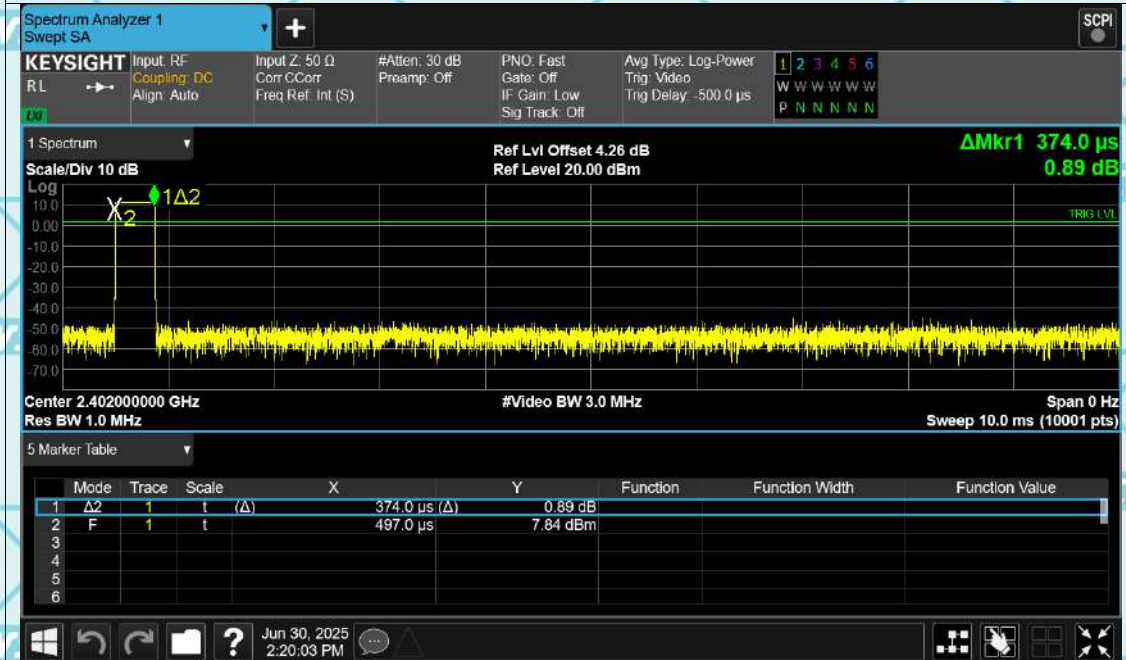 Spectrum Analyzer 1
Swept SA
+
SCPI
KEYSIGHT Input: RF Input Z: 50 Ω #Atten: 30 dB PNO: Fast Avg Type: Log-Power 1 2 3 4 5 6
RL Coupling: DC Corr CCorr Preamp: Off Gate: Off Trig: Video W W W W W W
Align: Auto Freq Ref: Int (S) IF Gain: Low Trig Delay: -500.0 µs P N N N N N
LXI Sig Track: Off
1 Spectrum Ref Lvl Offset 4.26 dB ΔMkr1 374.0 µs
Scale/Div 10 dB Ref Level 20.00 dBm 0.89 dB
Log
10.0
0.00
-10.0
-20.0
-30.0
-40.0
-50.0
-60.0
-70.0
X2
1Δ2
TRIG LVL
Center 2.402000000 GHz #Video BW 3.0 MHz Span 0 Hz
Res BW 1.0 MHz Sweep 10.0 ms (10001 pts)
5 Marker Table
Mode Trace Scale X Y Function Function Width Function Value
1 Δ2 1 t (Δ) 374.0 µs (Δ) 0.89 dB
2 F 1 t 497.0 µs 7.84 dBm
3
4
5
6
?
Jun 30, 2025
2:20:03 PM